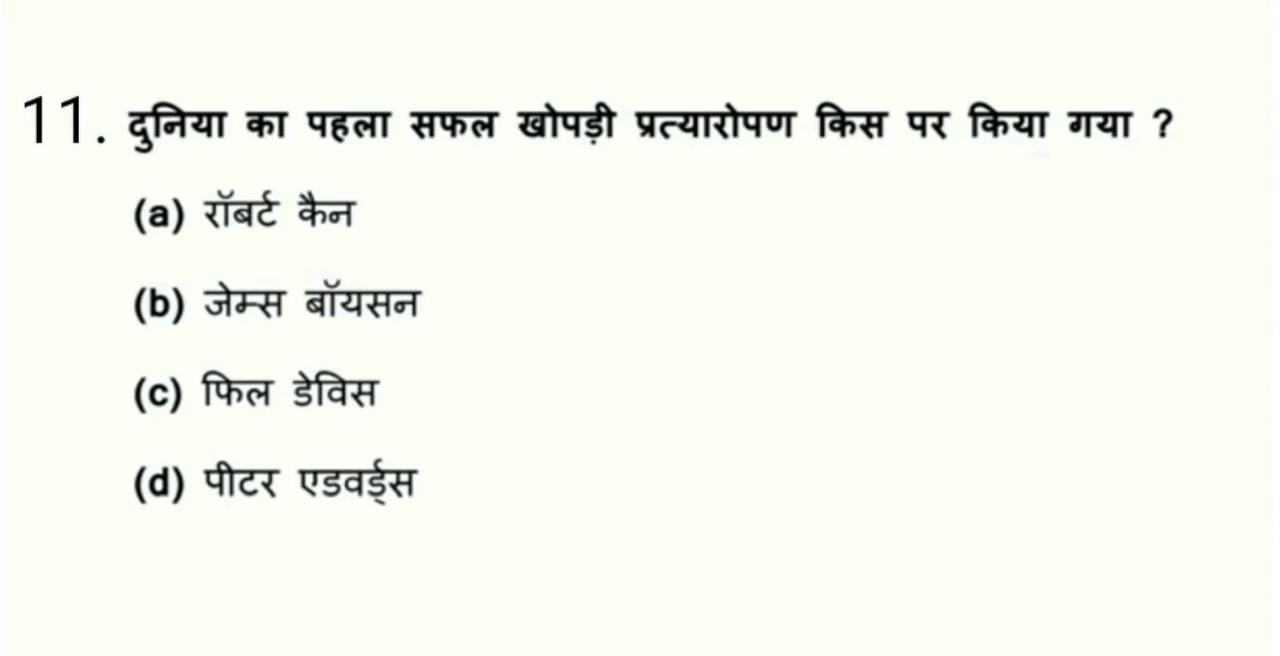 11. दुनिया का पहला सफल खोपड़ी प्रत्यारोपण किस पर किया गया ?
(a) रॉबर्ट कैन
(b) जेम्स बॉयसन
(c) फिल डेविस
(d) पीटर एडवर्ड्स